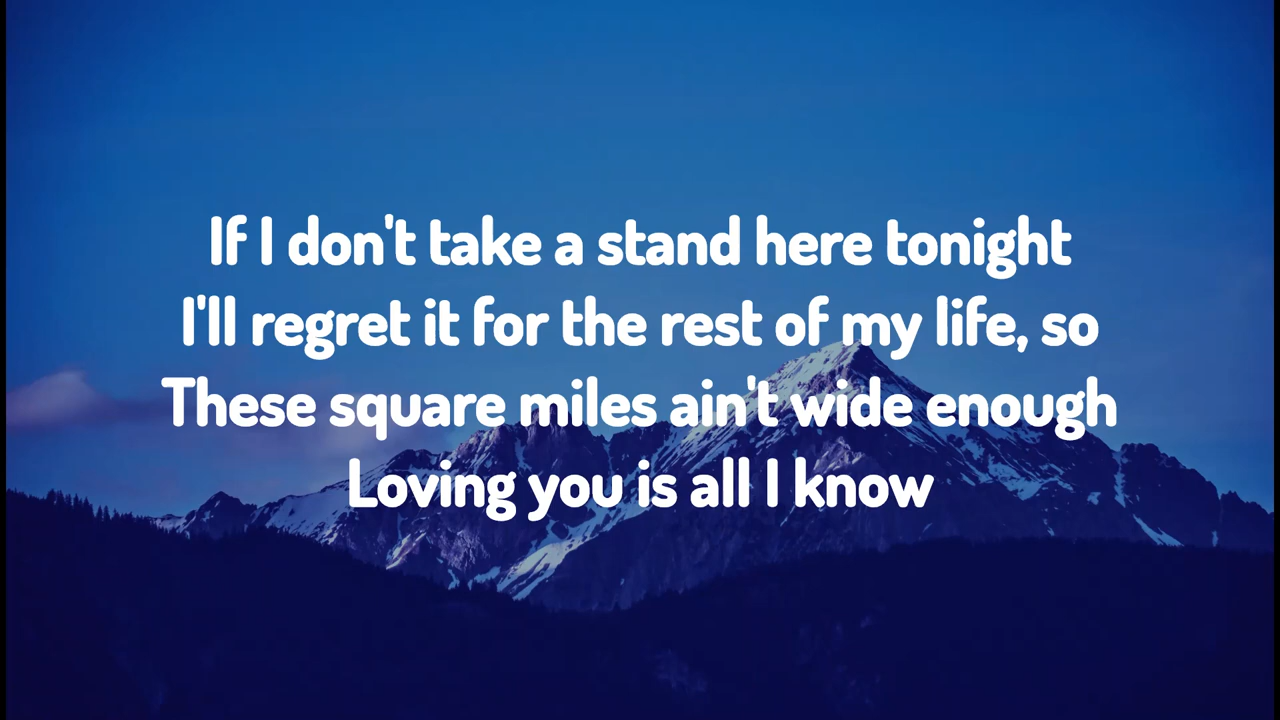 If I don't take a stand here tonight
I'll regret it for the rest of my life, so
These square miles ain't wide enough
Loving you is all I know